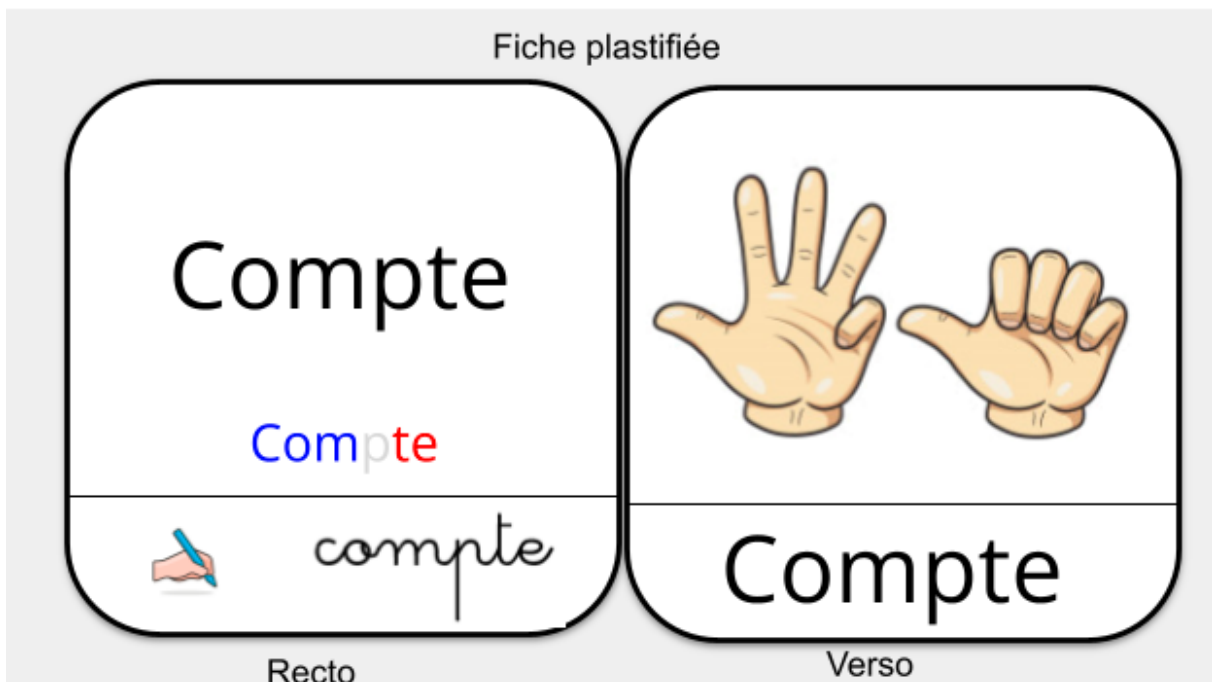 Fiche plastifiée
Compte
Compte
compte
Recto
Compte
Verso